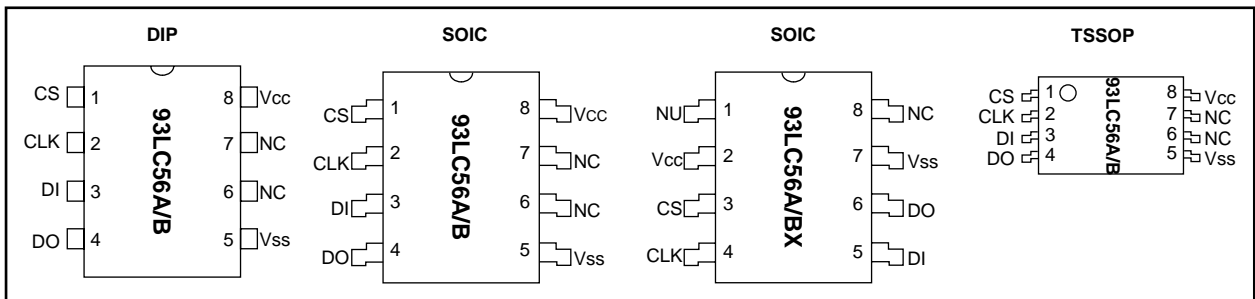 DIP
CS 1 8 Vcc
CLK 2 7 NC
DI 3 6 NC
DO 4 5 Vss
93LC56A/B
SOIC
CS 1 8 Vcc
CLK 2 7 NC
DI 3 6 NC
DO 4 5 Vss
93LC56A/B
SOIC
NU 1 8 NC
Vcc 2 7 Vss
CS 3 6 DO
CLK 4 5 DI
93LC56A/BX
TSSOP
CS 1 8 Vcc
CLK 2 7 NC
DI 3 6 NC
DO 4 5 Vss
93LC56A/B